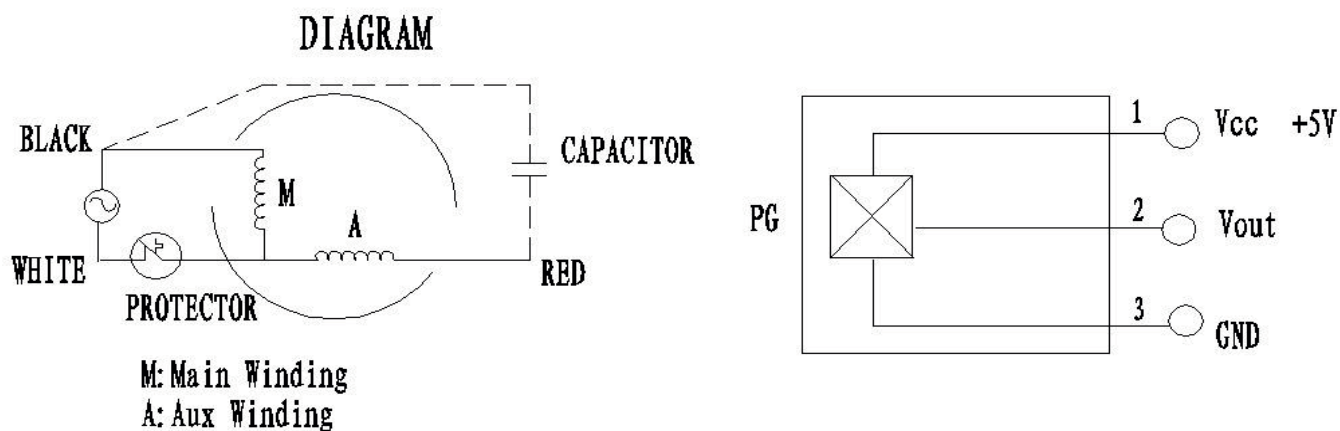 DIAGRAM
BLACK
CAPACITOR
M
A
WHITE
RED
PROTECTOR
M:Main Winding
A:Aux Winding
PG
1
Vcc +5V
2
Vout
3
GND